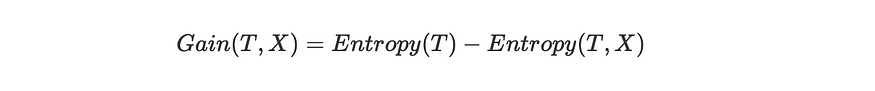 Gain(T, X) = Entropy(T) − Entropy(T, X)